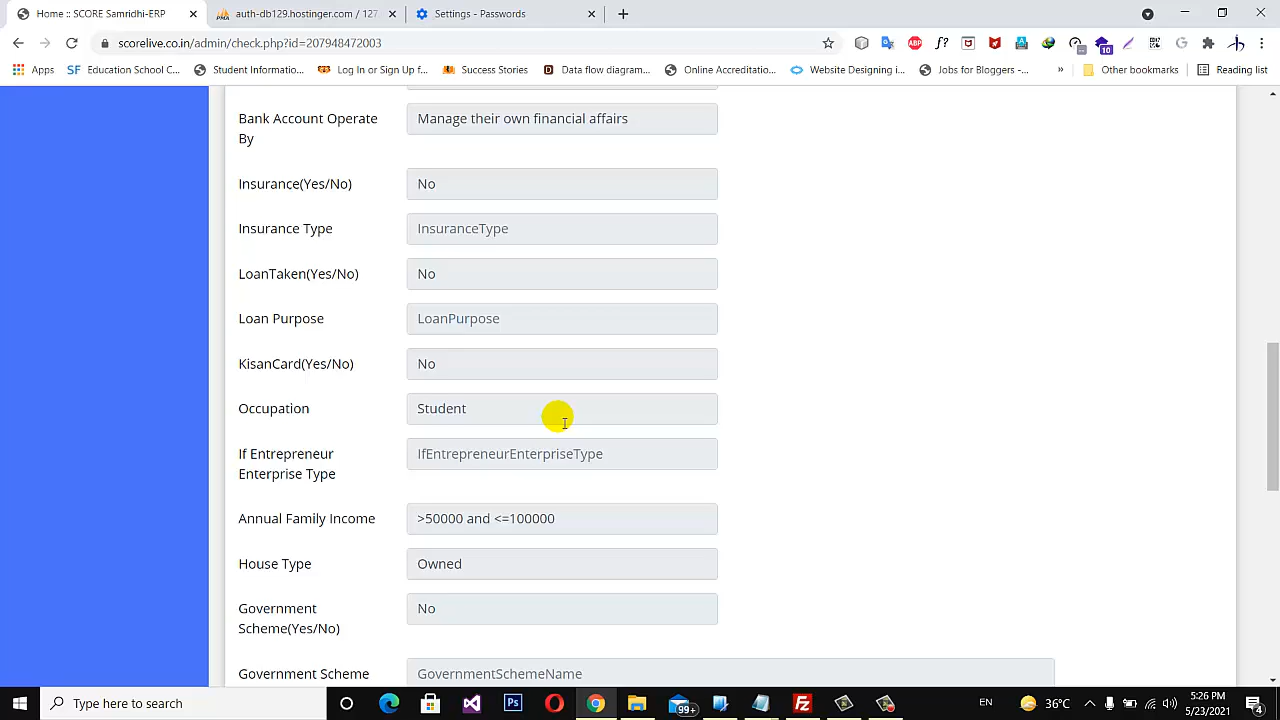 Home :: SCORE Samridhi-ERP
auth-db129.hostinger.com / 127
Settings - Passwords
scorelive.co.in/admin/check.php?id=207948472003
Apps
Education School C...
Student Informatio...
Log In or Sign Up f...
Success Stories
Data flow diagram...
Online Accreditatio...
Website Designing i...
Jobs for Bloggers -...
»
Other bookmarks
Reading list
Bank Account Operate By
Manage their own financial affairs
Insurance(Yes/No)
No
Insurance Type
InsuranceType
LoanTaken(Yes/No)
No
Loan Purpose
LoanPurpose
KisanCard(Yes/No)
No
Occupation
Student
If Entrepreneur Enterprise Type
IfEntrepreneurEnterpriseType
Annual Family Income
>50000 and <=100000
House Type
Owned
Government Scheme(Yes/No)
No
Government Scheme
GovernmentSchemeName
Type here to search
99+
36°C
EN
5:26 PM
5/23/2021
4